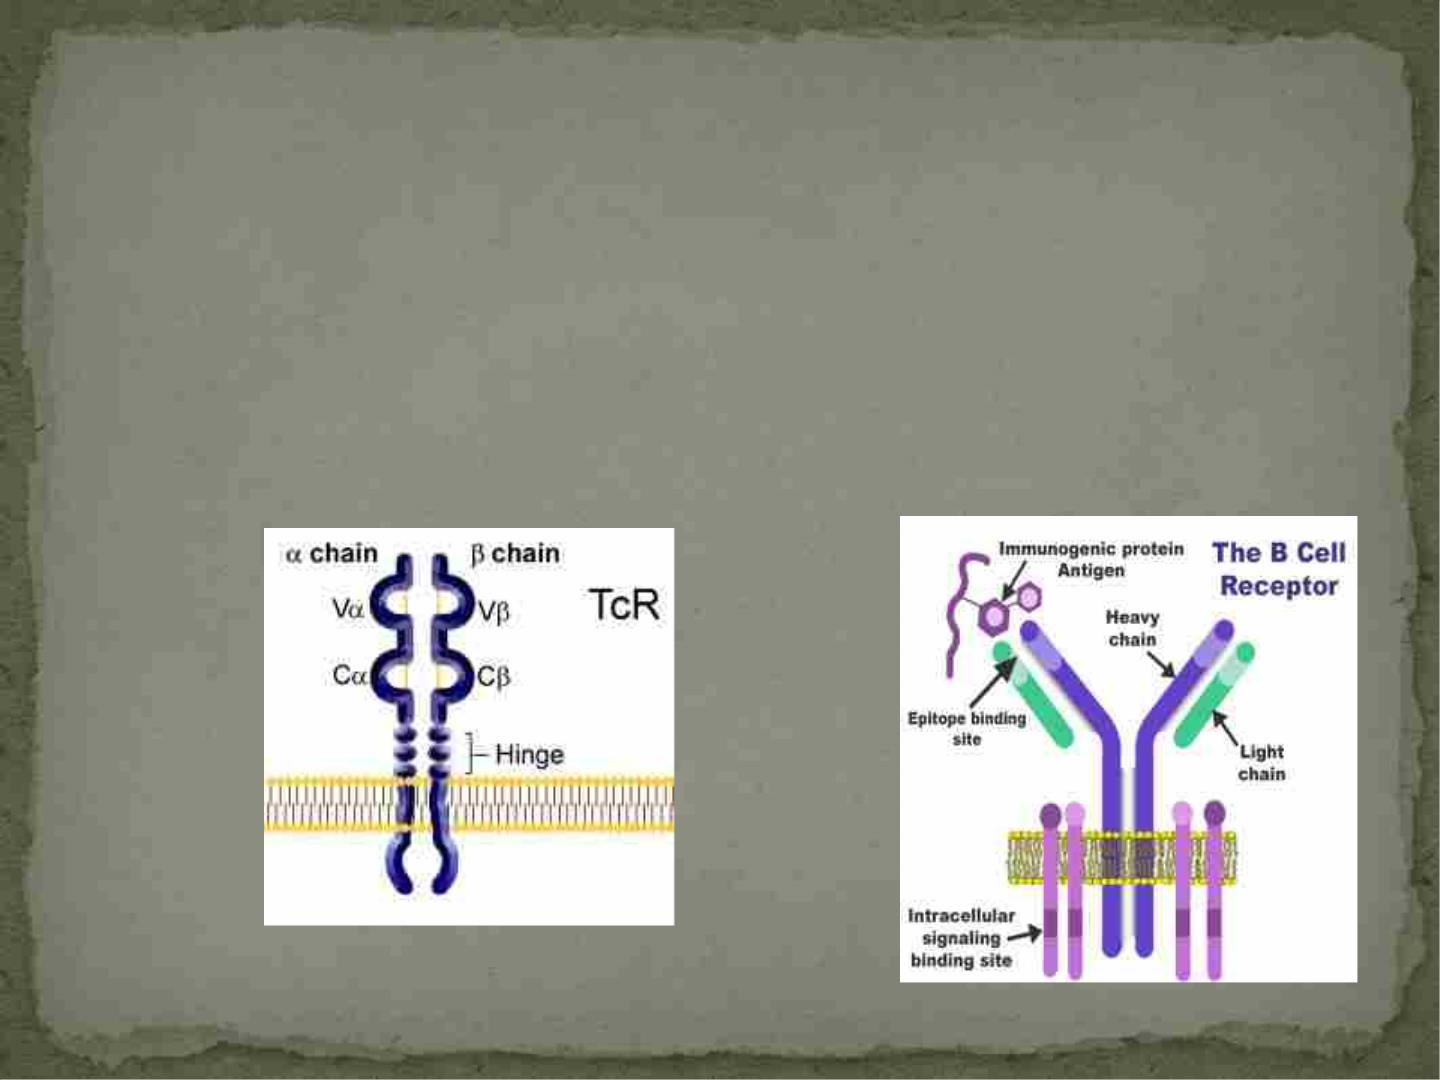 α chain
β chain
Vα
Vβ
TcR
Cα
Cβ
Hinge
The B Cell
Receptor
Immunogenic protein
Antigen
Heavy
chain
Epitope binding
site
Light
chain
Intracellular
signaling
binding site